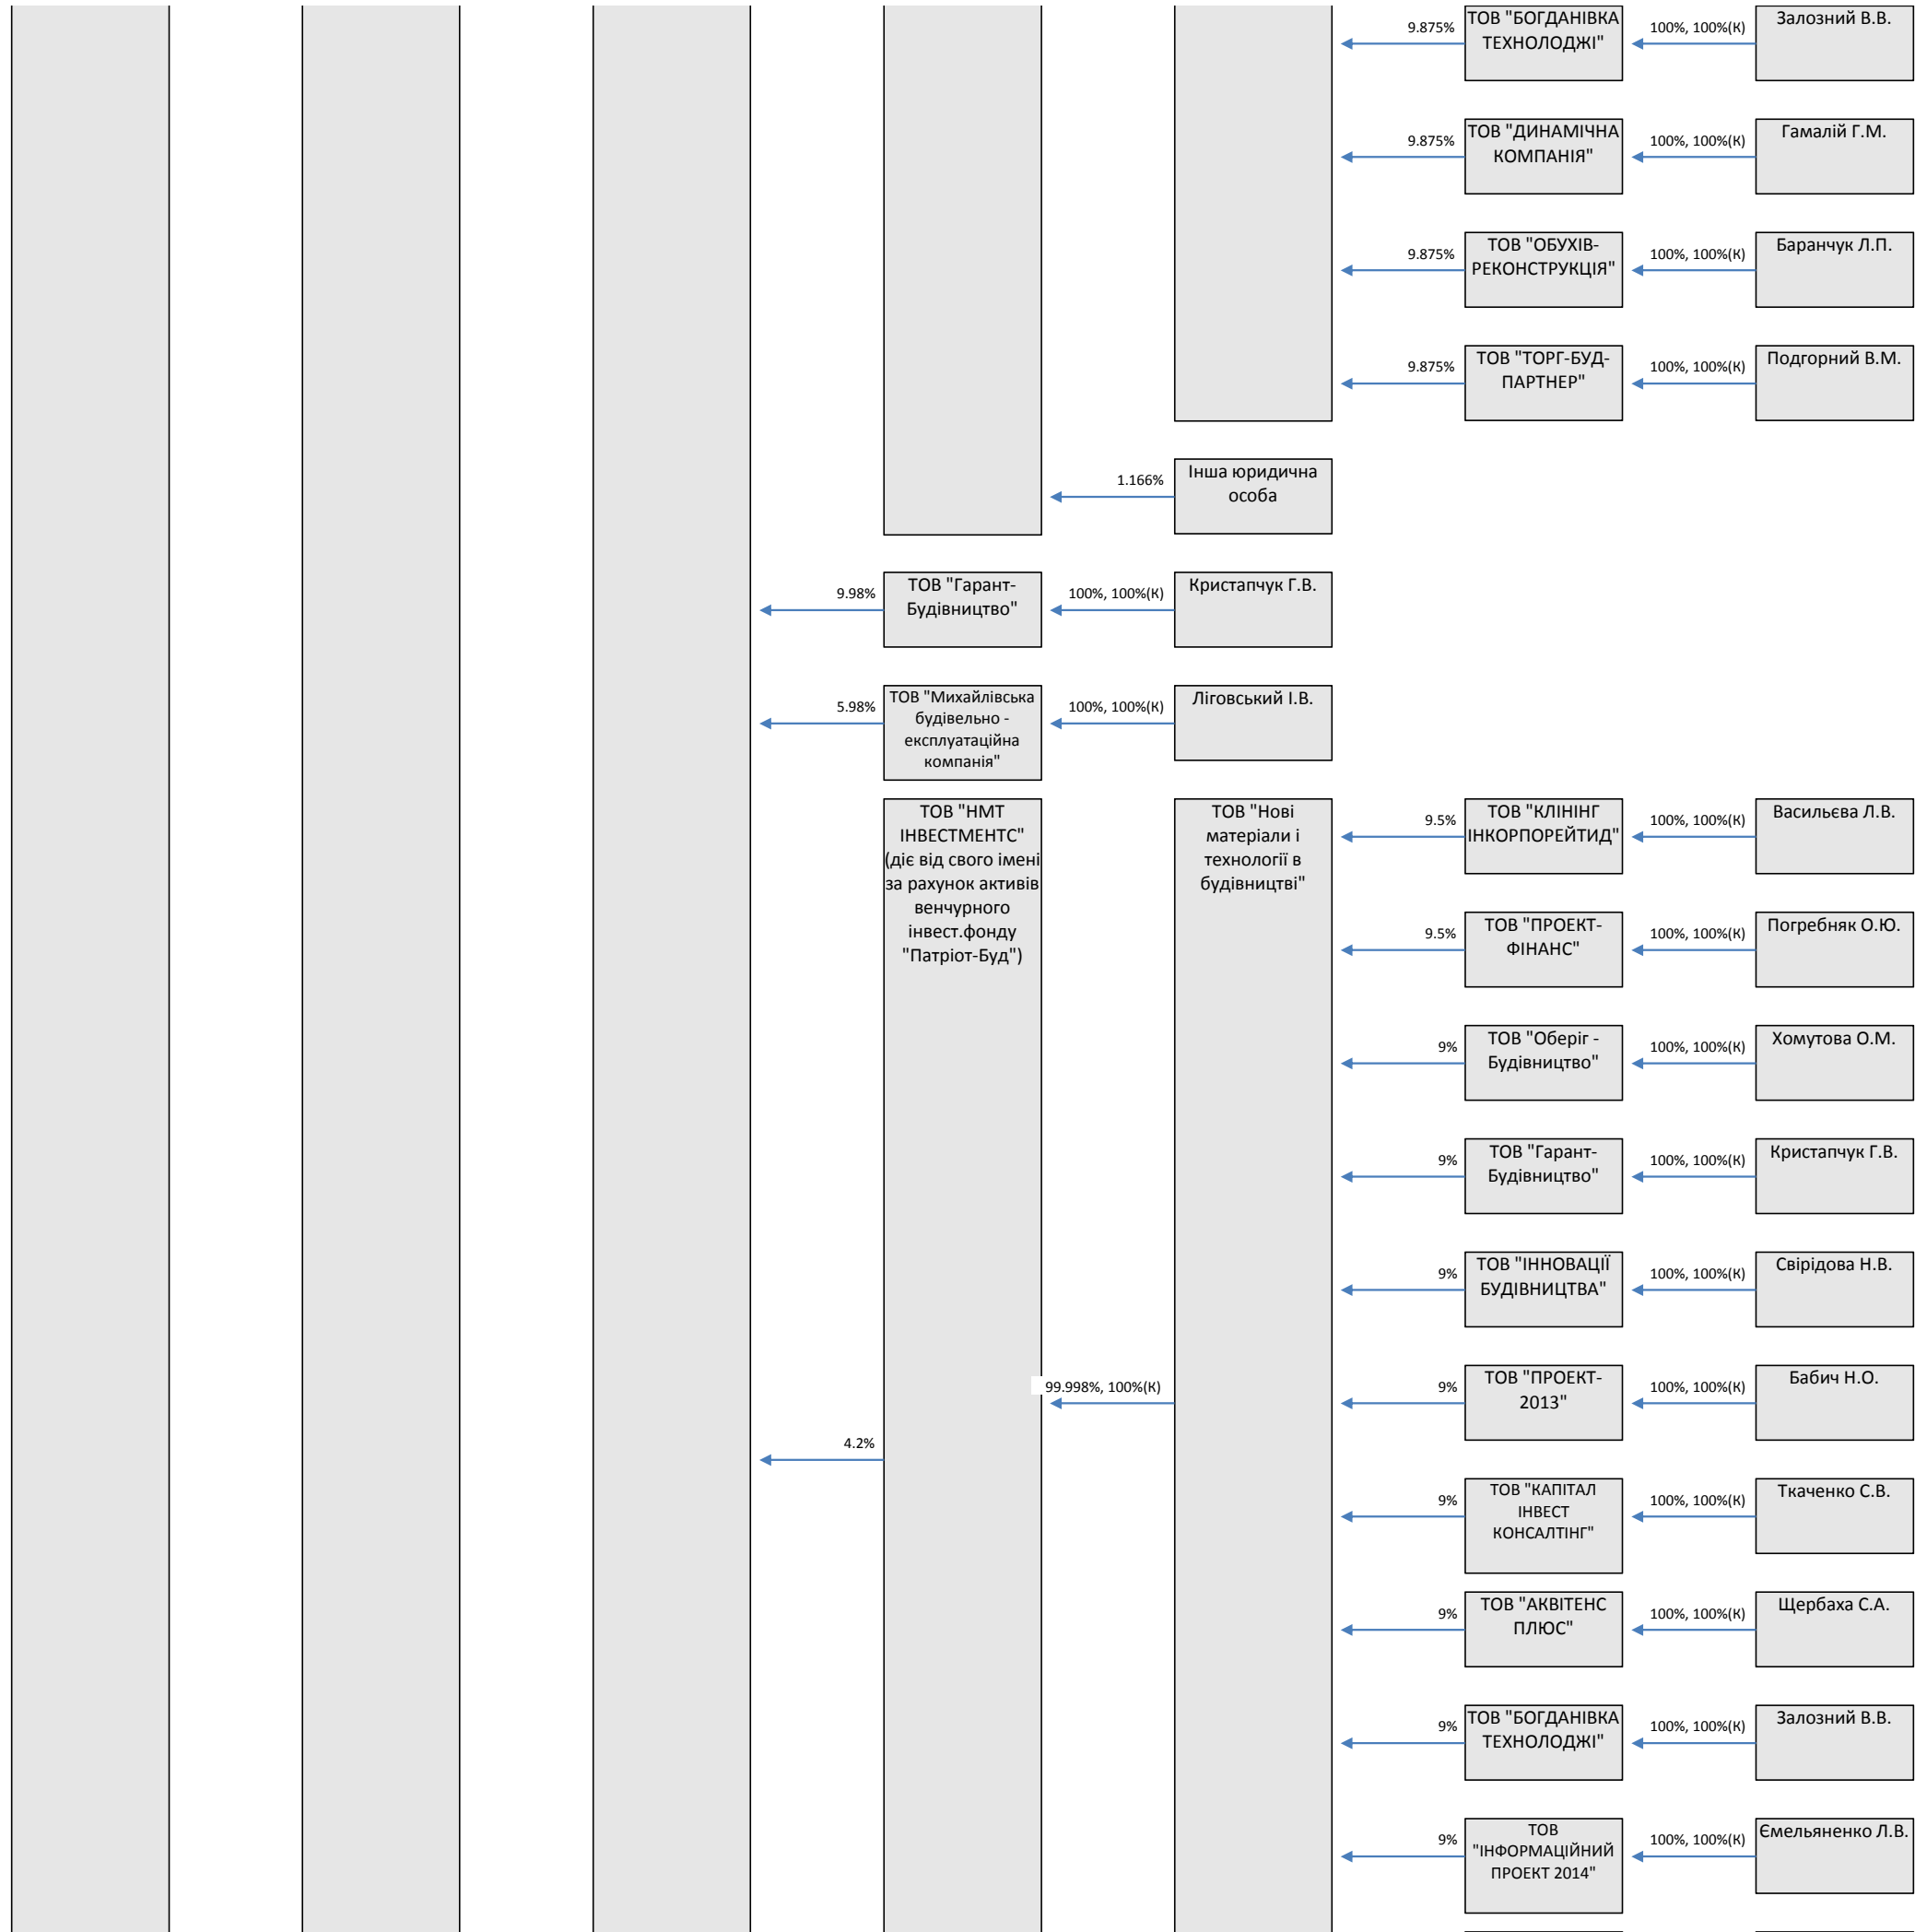 9.875%
ТОВ "БОГДАНІВКА
ТЕХНОЛОДЖІ"
100%, 100%(К)
Залозний В.В.
9.875%
ТОВ "ДИНАМІЧНА
КОМПАНІЯ"
100%, 100%(К)
Гамалій Г.М.
9.875%
ТОВ "ОБУХІВ-
РЕКОНСТРУКЦІЯ"
100%, 100%(К)
Баранчук Л.П.
9.875%
ТОВ "ТОРГ-БУД-
ПАРТНЕР"
100%, 100%(К)
Подгорний В.М.
1.166%
Інша юридична
особа
9.98%
ТОВ "Гарант-
Будівництво"
100%, 100%(К)
Кристапчук Г.В.
5.98%
ТОВ "Михайлівська
будівельно -
експлуатаційна
компанія"
100%, 100%(К)
Ліговський І.В.
4.2%
ТОВ "НМТ
ІНВЕСТМЕНТС"
(діє від свого імені
за рахунок активів
венчурного
інвест.фонду
"Патріот-Буд")
99.998%, 100%(К)
ТОВ "Нові
матеріали і
технології в
будівництві"
9.5%
ТОВ "КЛІНІНГ
ІНКОРПОРЕЙТИД"
100%, 100%(К)
Васильєва Л.В.
9.5%
ТОВ "ПРОЕКТ-
ФІНАНС"
100%, 100%(К)
Погребняк О.Ю.
9%
ТОВ "Оберіг -
Будівництво"
100%, 100%(К)
Хомутова О.М.
9%
ТОВ "Гарант-
Будівництво"
100%, 100%(К)
Кристапчук Г.В.
9%
ТОВ "ІННОВАЦІЇ
БУДІВНИЦТВА"
100%, 100%(К)
Свірідова Н.В.
9%
ТОВ "ПРОЕКТ-
2013"
100%, 100%(К)
Бабич Н.О.
9%
ТОВ "КАПІТАЛ
ІНВЕСТ
КОНСАЛТІНГ"
100%, 100%(К)
Ткаченко С.В.
9%
ТОВ "АКВІТЕНС
ПЛЮС"
100%, 100%(К)
Щербаха С.А.
9%
ТОВ "БОГДАНІВКА
ТЕХНОЛОДЖІ"
100%, 100%(К)
Залозний В.В.
9%
ТОВ
"ІНФОРМАЦІЙНИЙ
ПРОЕКТ 2014"
100%, 100%(К)
Ємельяненко Л.В.